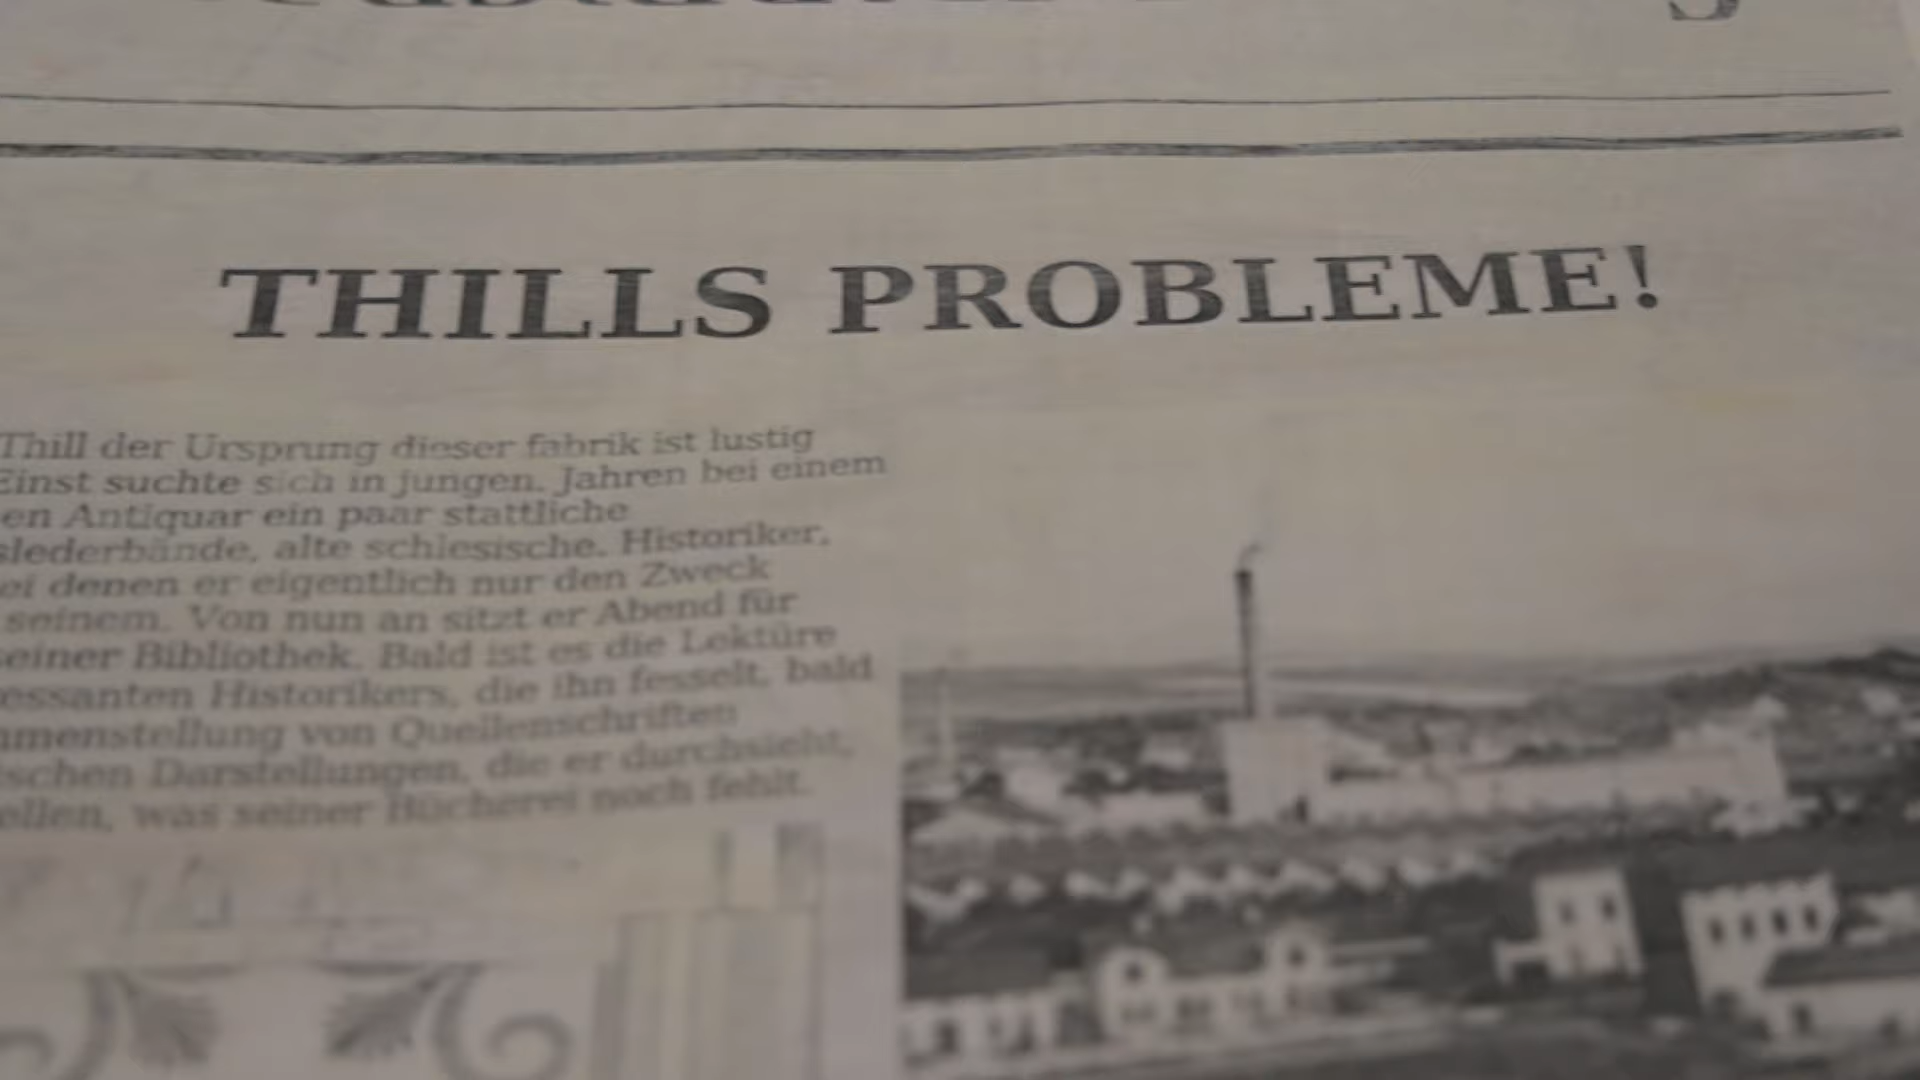 THILLS PROBLEME!
Thill der Ursprung dieser fabrik ist lustig
Einst suchte sich in jungen. Jahren bei einem
en Antiquar ein paar stattliche
slederbände, alte schlesische. Historiker,
ei denen er eigentlich nur den Zweck
seinem. Von nun an sitzt er Abend für
seiner Bibliothek. Bald ist es die Lektüre
essanten Historikers, die ihn fesselt, bald
mmenstellung von Quellenschriften
ischen Darstellungen, die er durchsieht,
ellen, was seiner Bücherei noch fehlt.